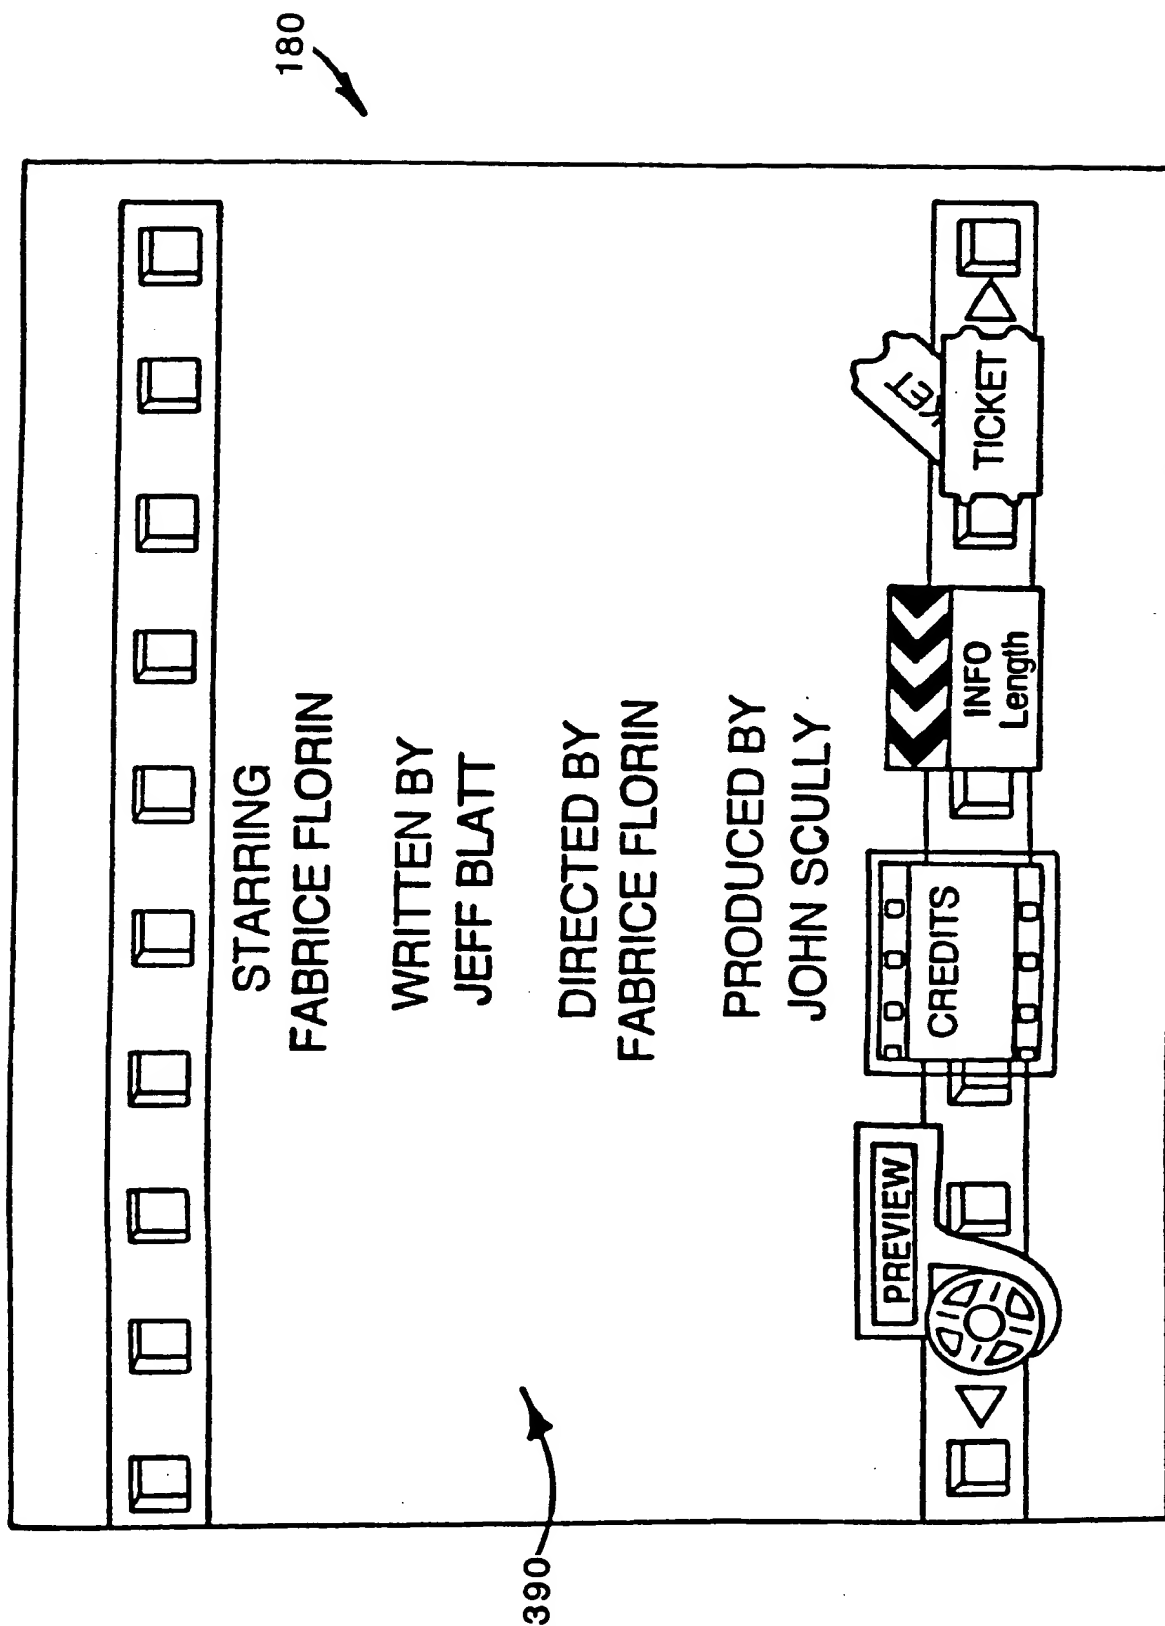 180
STARRING
FABRICE FLORIN
WRITTEN BY
JEFF BLATT
DIRECTED BY
FABRICE FLORIN
PRODUCED BY
JOHN SCULLY
PREVIEW
CREDITS
INFO
Length
KET
TICKET
390